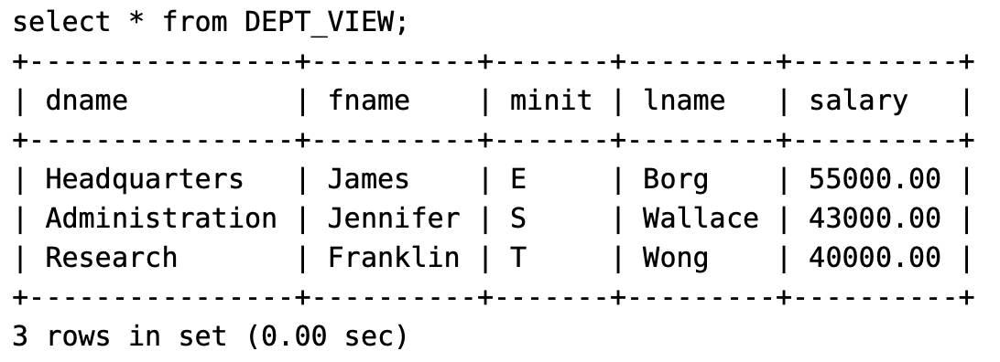 select * from DEPT_VIEW;
+----------------+----------+-------+---------+----------+
| dname          | fname    | minit | lname   | salary   |
+----------------+----------+-------+---------+----------+
| Headquarters   | James    | E     | Borg    | 55000.00 |
| Administration | Jennifer | S     | Wallace | 43000.00 |
| Research       | Franklin | T     | Wong    | 40000.00 |
+----------------+----------+-------+---------+----------+
3 rows in set (0.00 sec)